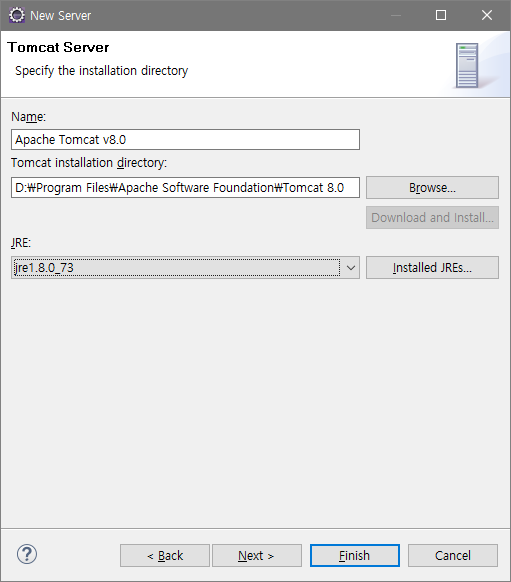 New Server
Tomcat Server
Specify the installation directory
Name:
Apache Tomcat v8.0
Tomcat installation directory:
D:₩Program Files₩Apache Software Foundation₩Tomcat 8.0
Browse...
Download and Install...
JRE:
jre1.8.0_73
Installed JREs...
?
< Back
Next >
Finish
Cancel